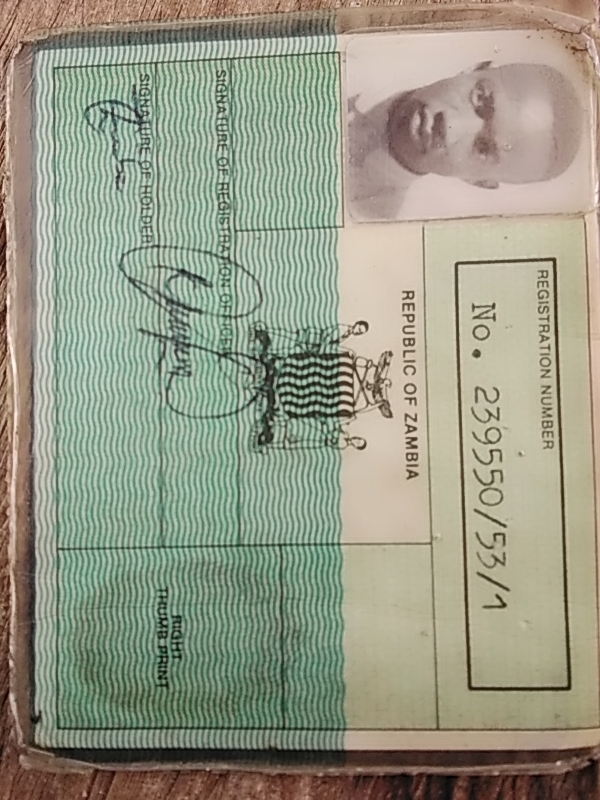 REGISTRATION NUMBER
No. 239550/53/1
REPUBLIC OF ZAMBIA
SIGNATURE OF REGISTRATION OFFICER
SIGNATURE OF HOLDER
RIGHT
THUMB PRINT